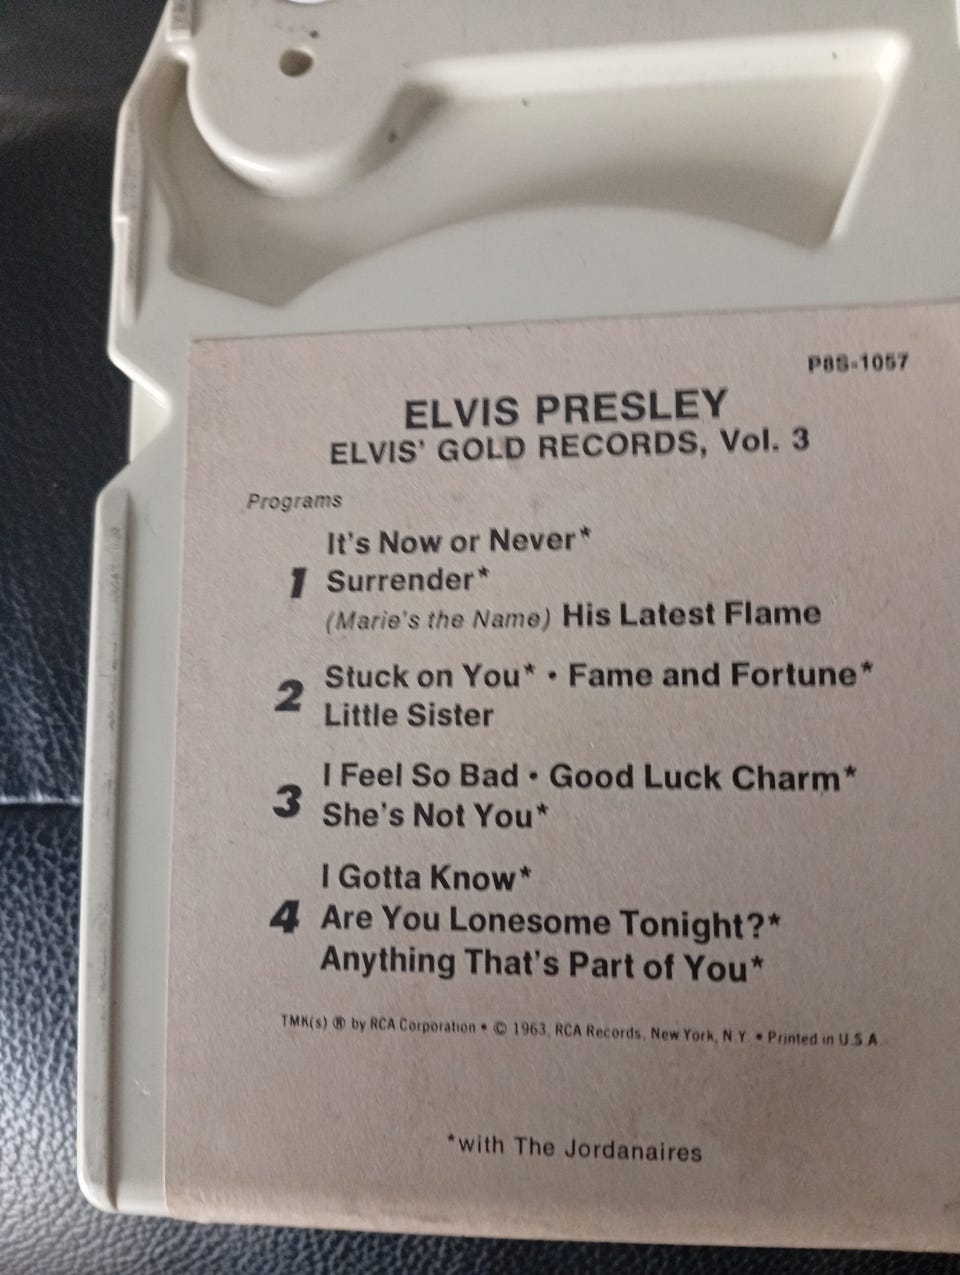 P8S-1057
ELVIS PRESLEY
ELVIS' GOLD RECORDS, Vol. 3
Programs
It's Now or Never*
1 Surrender*
(Marie's the Name) His Latest Flame
2 Stuck on You* • Fame and Fortune*
Little Sister
3 I Feel So Bad • Good Luck Charm*
She's Not You*
I Gotta Know*
4 Are You Lonesome Tonight?*
Anything That's Part of You*
TMK(s) ® by RCA Corporation • © 1963, RCA Records, New York, N.Y. • Printed in U.S.A.
*with The Jordanaires